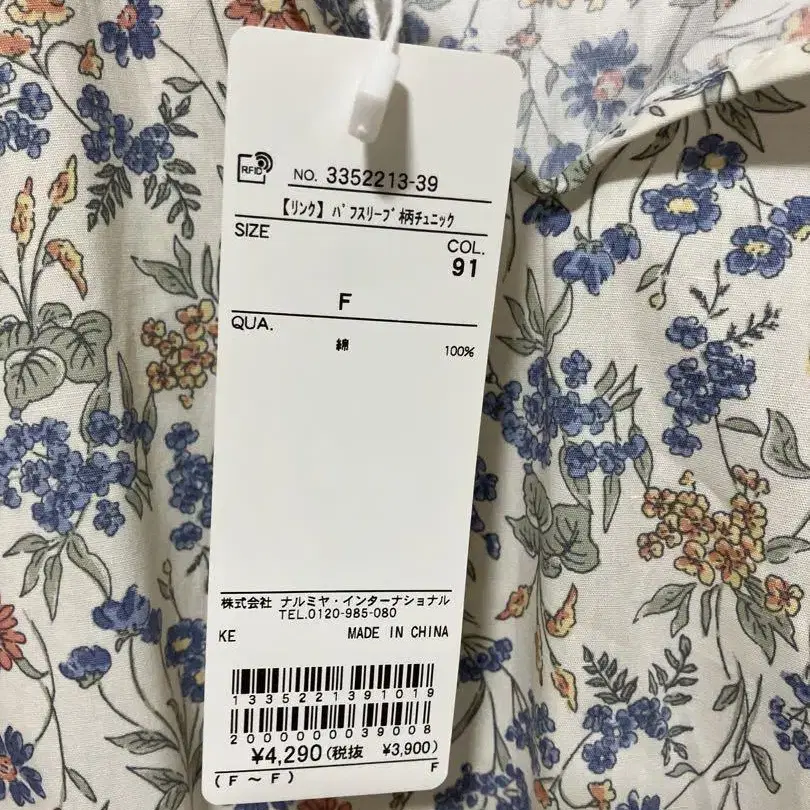 RFID
NO. 3352213-39
【リンク】 ﾊﾟﾌｽﾘｰﾌﾞ柄ﾁｭﾆｯｸ
SIZE
COL.
91
F
QUA.
綿 100%
株式会社 ナルミヤ・インターナショナル
TEL.0120-985-080
KE MADE IN CHINA
1335221391019
2000000039008
¥4,290(税抜 ¥3,900)
(F～F) F